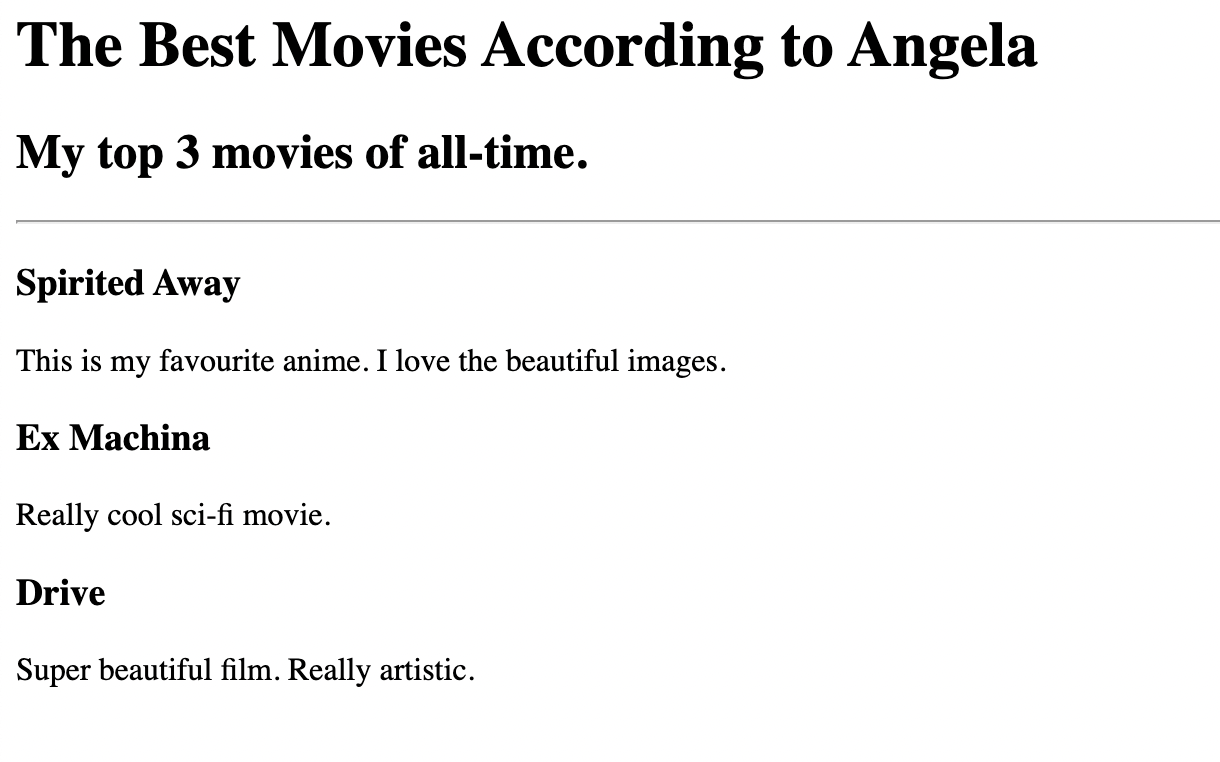 The Best Movies According to Angela
My top 3 movies of all-time.
Spirited Away
This is my favourite anime. I love the beautiful images.
Ex Machina
Really cool sci-fi movie.
Drive
Super beautiful film. Really artistic.